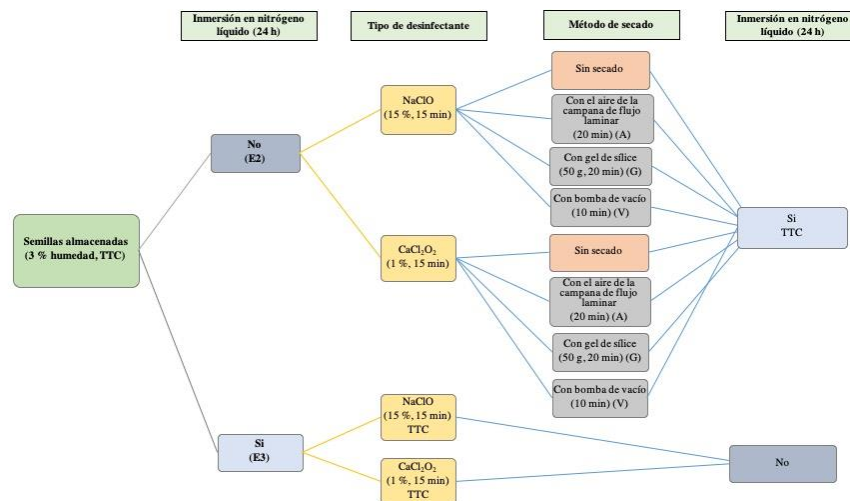 Inmersión en nitrógeno
líquido (24 h)
Tipo de desinfectante
Método de secado
Inmersión en nitrógeno
líquido (24 h)
Semillas almacenadas
(3 % humedad, TTC)
No
(E2)
NaClO
(15 %, 15 min)
Sin secado
Con el aire de la
campana de flujo
laminar
(20 min) (A)
Con gel de sílice
(50 g, 20 min) (G)
Con bomba de vacío
(10 min) (V)
CaCl₂O₂
(1 %, 15 min)
Sin secado
Con el aire de la
campana de flujo
laminar
(20 min) (A)
Con gel de sílice
(50 g, 20 min) (G)
Con bomba de vacío
(10 min) (V)
Si
TTC
Si
(E3)
NaClO
(15 %, 15 min)
TTC
CaCl₂O₂
(1 %, 15 min)
TTC
No